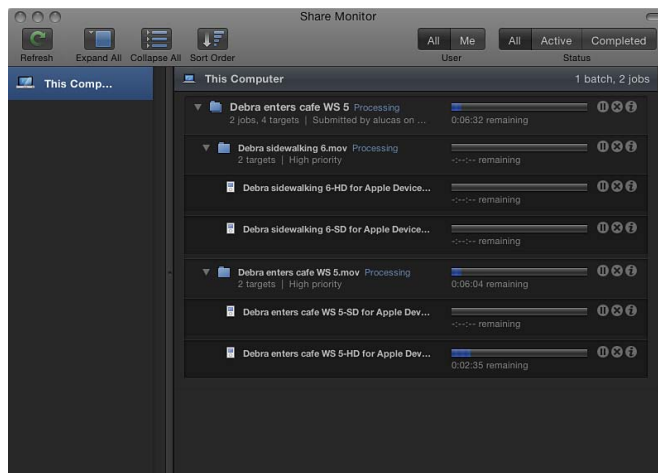 Share Monitor
Refresh Expand All Collapse All Sort Order
All Me All Active Completed
User Status
This Comp...
This Computer 1 batch, 2 jobs
Debra enters cafe WS 5 Processing
2 jobs, 4 targets | Submitted by alucas on ...
0:06:32 remaining
Debra sidewalking 6.mov Processing
2 targets | High priority
-:--:-- remaining
Debra sidewalking 6-HD for Apple Device...
-:--:-- remaining
Debra sidewalking 6-SD for Apple Device...
-:--:-- remaining
Debra enters cafe WS 5.mov Processing
2 targets | High priority
0:06:04 remaining
Debra enters cafe WS 5-SD for Apple Dev...
-:--:-- remaining
Debra enters cafe WS 5-HD for Apple Dev...
0:02:35 remaining